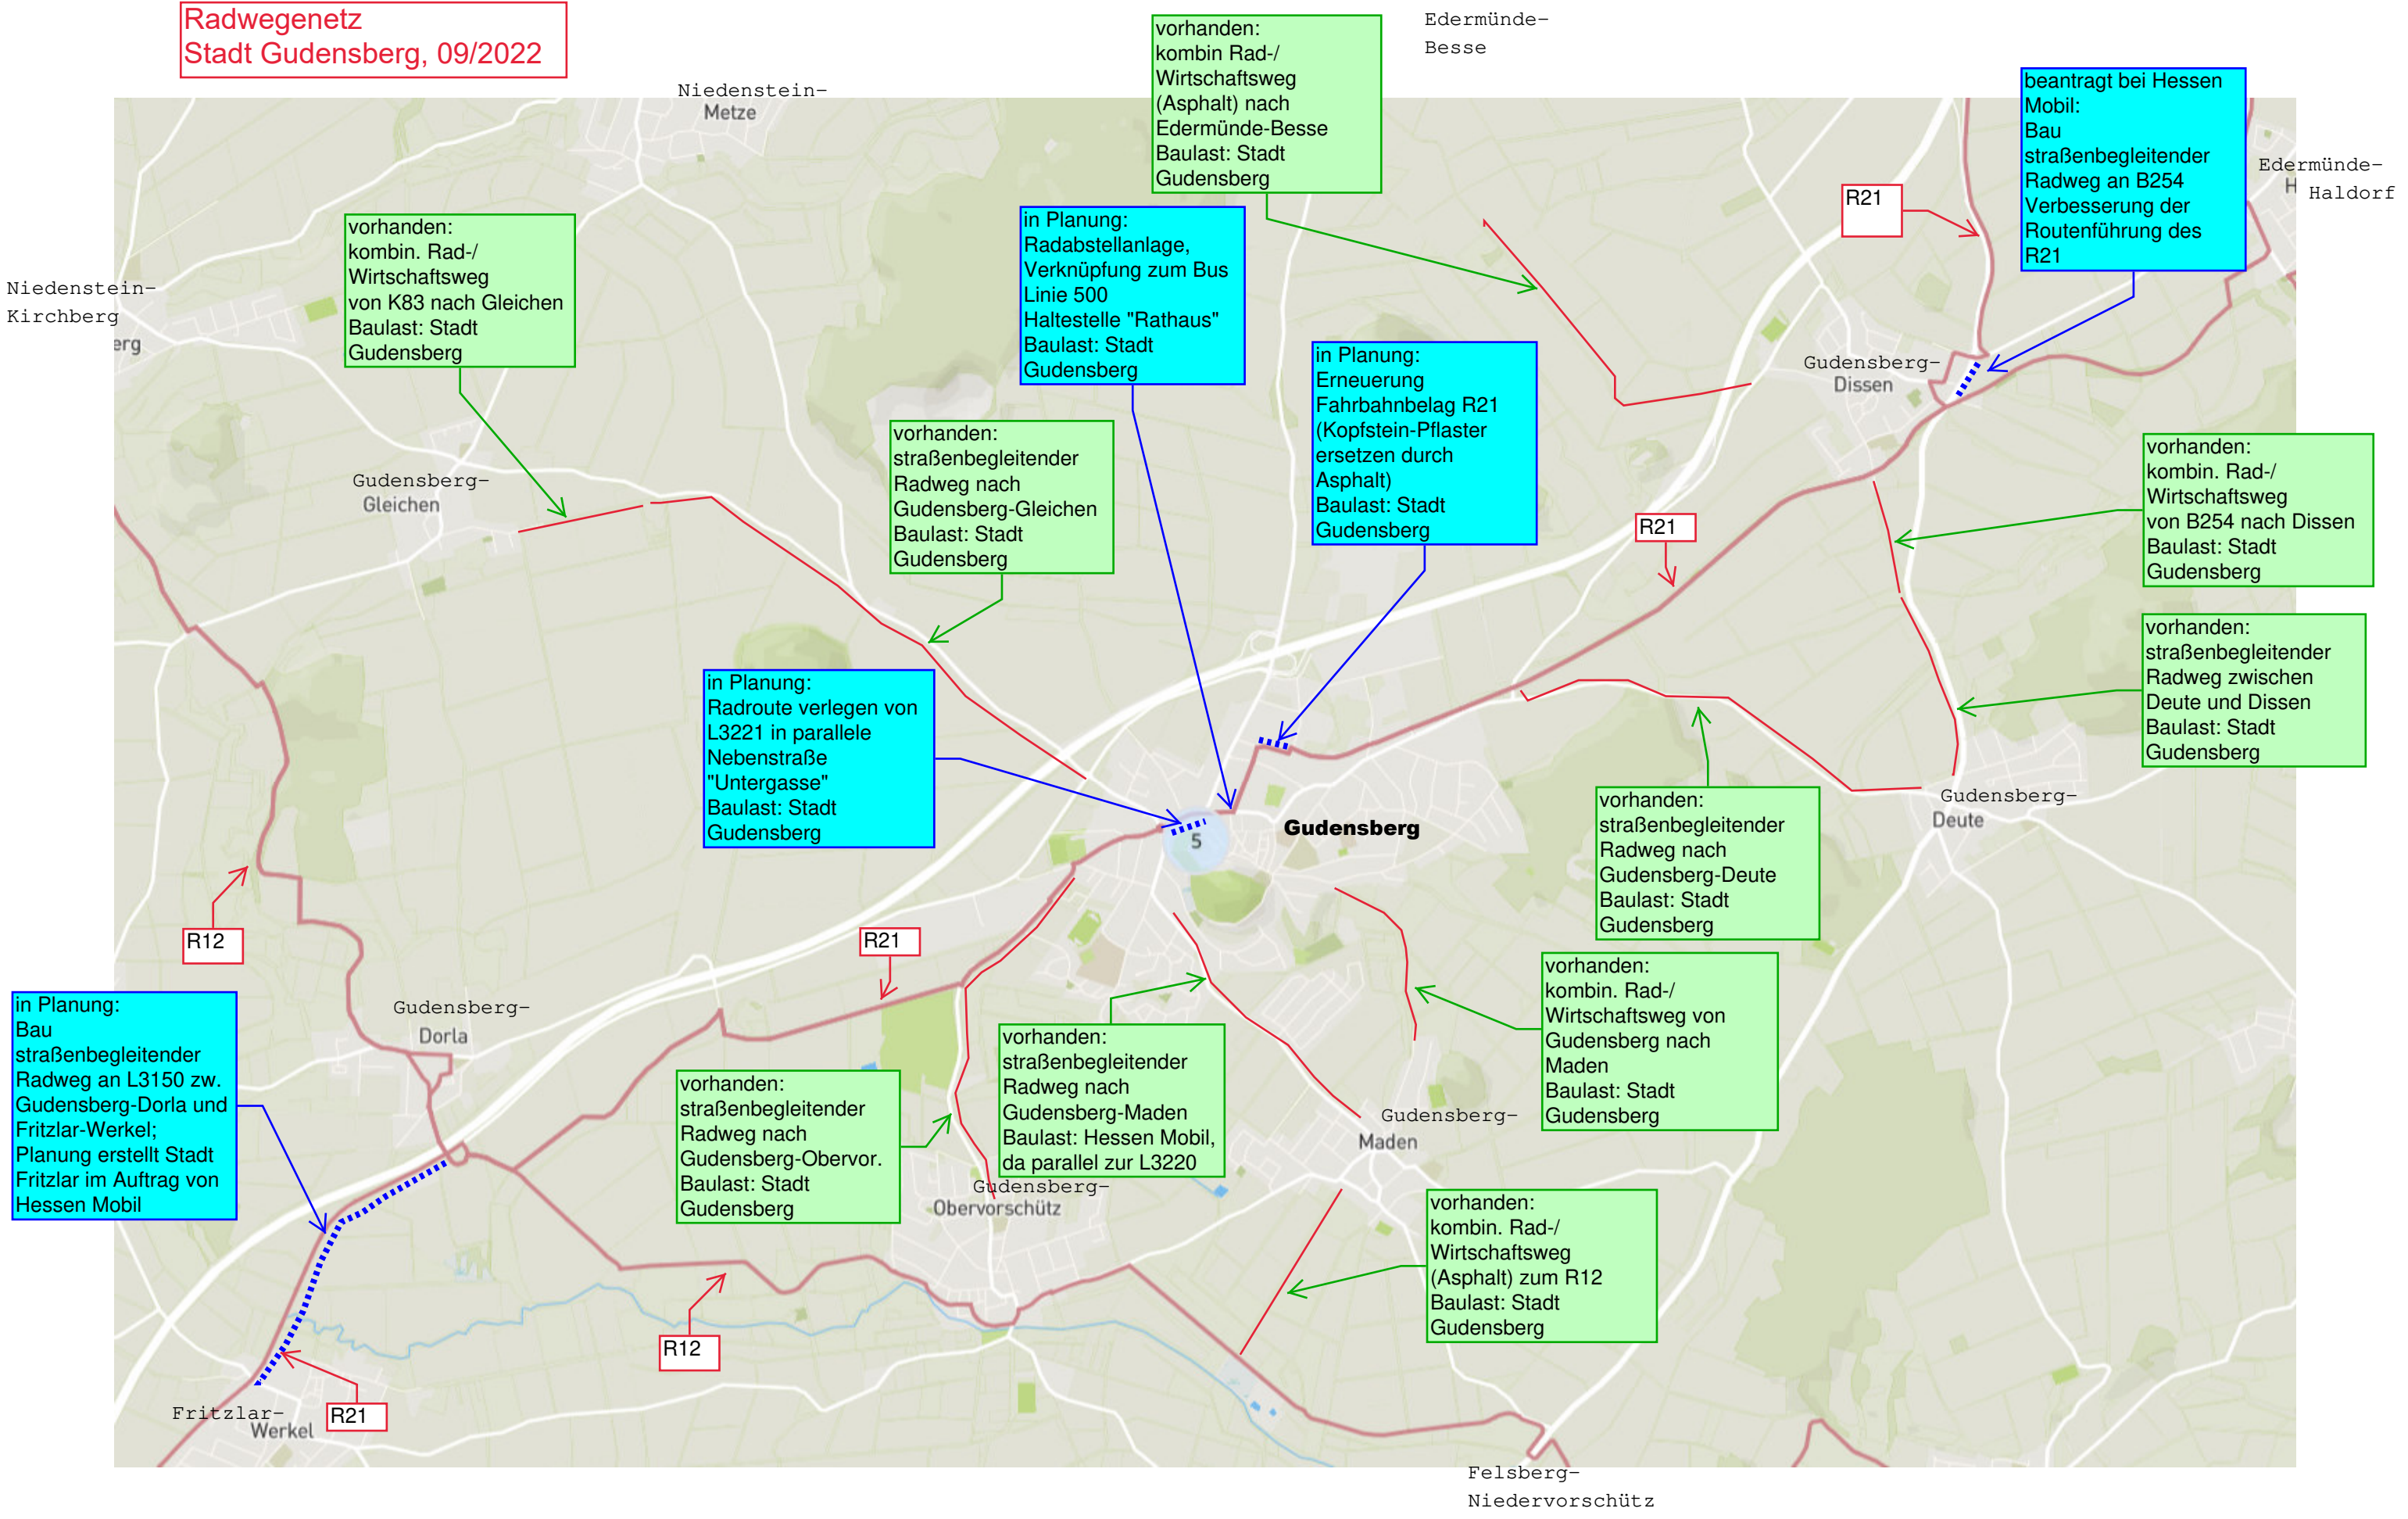 Radwegenetz
Stadt Gudensberg, 09/2022
Niedenstein-
Metze
vorhanden:
kombin Rad-/
Wirtschaftsweg
(Asphalt) nach
Edermünde-Besse
Baulast: Stadt
Gudensberg
Edermünde-
Besse
beantragt bei Hessen
Mobil:
Bau
straßenbegleitender
Radweg an B254
Verbesserung der
Routenführung des
R21
Edermünde-
H
Haldorf
R21
vorhanden:
kombin. Rad-/
Wirtschaftsweg
von K83 nach Gleichen
Baulast: Stadt
Gudensberg
in Planung:
Radabstellanlage,
Verknüpfung zum Bus
Linie 500
Haltestelle "Rathaus"
Baulast: Stadt
Gudensberg
Niedenstein-
Kirchberg
erg
in Planung:
Erneuerung
Fahrbahnbelag R21
(Kopfstein-Pflaster
ersetzen durch
Asphalt)
Baulast: Stadt
Gudensberg
Gudensberg-
Dissen
vorhanden:
straßenbegleitender
Radweg nach
Gudensberg-Gleichen
Baulast: Stadt
Gudensberg
vorhanden:
kombin. Rad-/
Wirtschaftsweg
von B254 nach Dissen
Baulast: Stadt
Gudensberg
Gudensberg-
Gleichen
R21
vorhanden:
straßenbegleitender
Radweg zwischen
Deute und Dissen
Baulast: Stadt
Gudensberg
in Planung:
Radroute verlegen von
L3221 in parallele
Nebenstraße
"Untergasse"
Baulast: Stadt
Gudensberg
5
Gudensberg
vorhanden:
straßenbegleitender
Radweg nach
Gudensberg-Deute
Baulast: Stadt
Gudensberg
Gudensberg-
Deute
R12
R21
vorhanden:
kombin. Rad-/
Wirtschaftsweg von
Gudensberg nach
Maden
Baulast: Stadt
Gudensberg
in Planung:
Bau
straßenbegleitender
Radweg an L3150 zw.
Gudensberg-Dorla und
Fritzlar-Werkel;
Planung erstellt Stadt
Fritzlar im Auftrag von
Hessen Mobil
Gudensberg-
Dorla
vorhanden:
straßenbegleitender
Radweg nach
Gudensberg-Obervor.
Baulast: Stadt
Gudensberg
vorhanden:
straßenbegleitender
Radweg nach
Gudensberg-Maden
Baulast: Hessen Mobil,
da parallel zur L3220
Gudensberg-
Maden
Gudensberg-
Obervorschütz
vorhanden:
kombin. Rad-/
Wirtschaftsweg
(Asphalt) zum R12
Baulast: Stadt
Gudensberg
R12
Fritzlar-
Werkel
R21
Felsberg-
Niedervorschütz